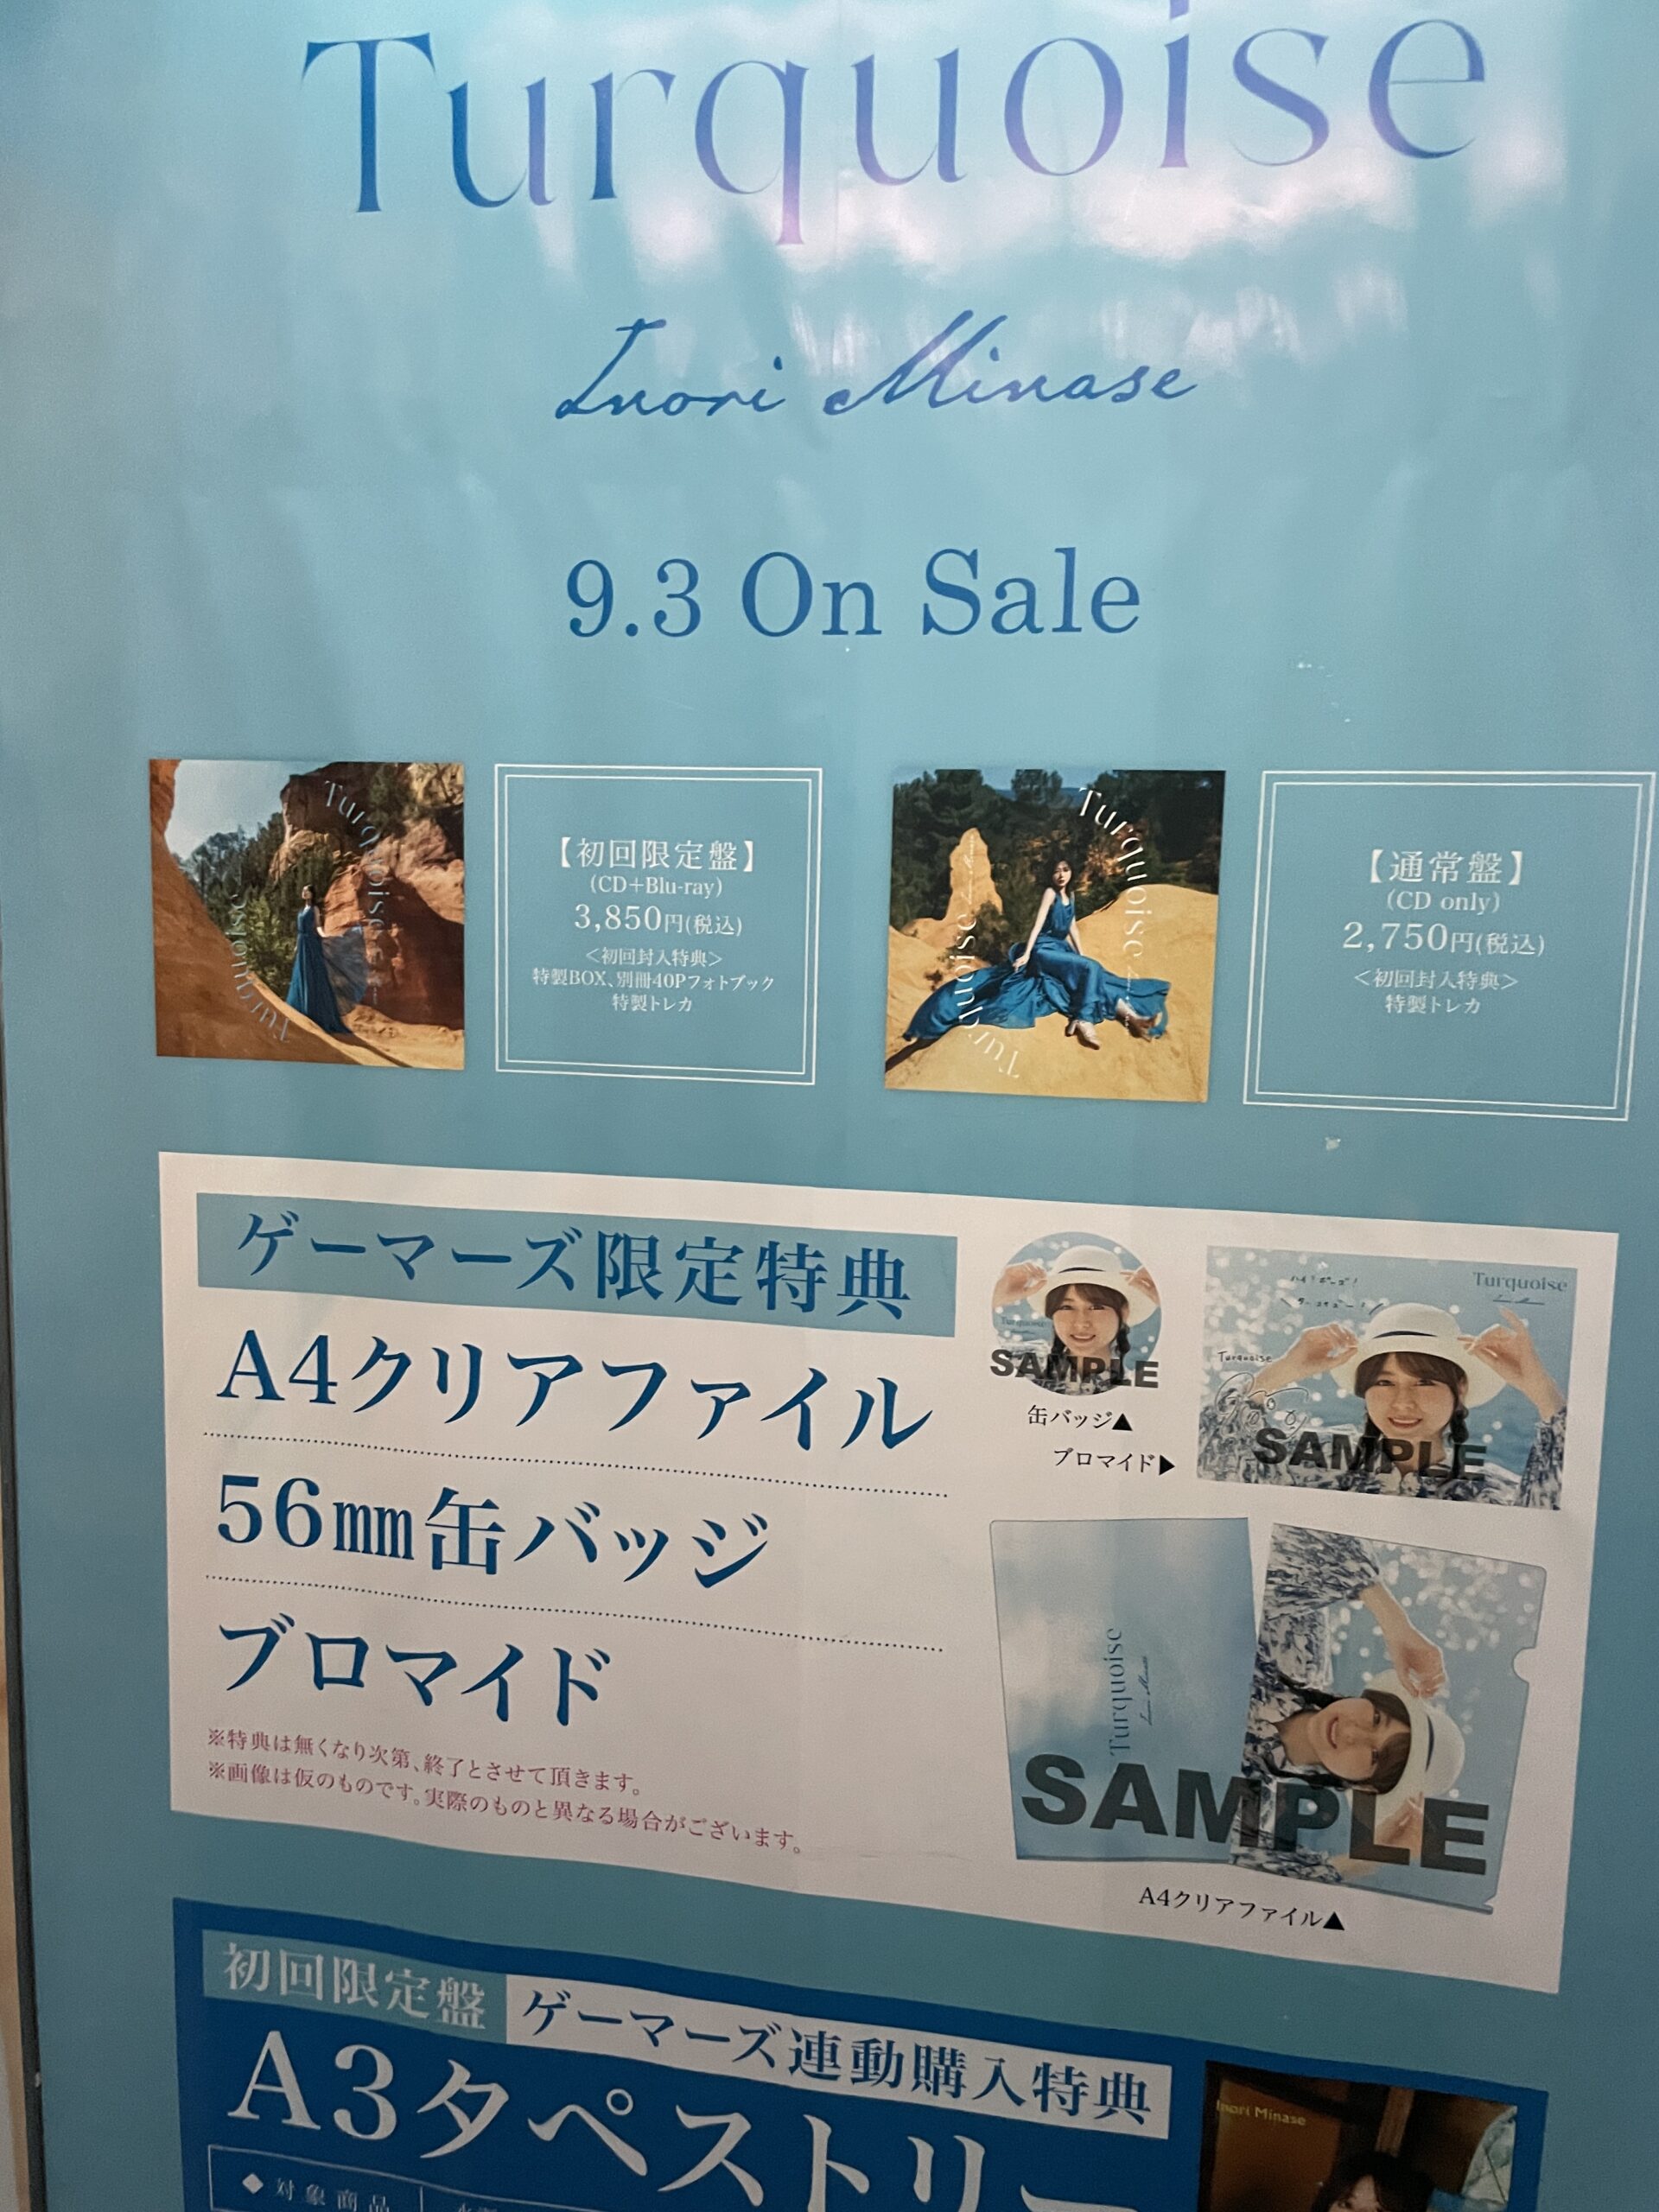 Turquoise
Inori Minase
9.3 On Sale
Turquoise
Turquoise
【初回限定盤】
(CD+Blu-ray)
3,850円(税込)
<初回封入特典>
特製BOX、別冊40Pフォトブック
特製トレカ
Turquoise
Turquoise
【通常盤】
(CD only)
2,750円(税込)
<初回封入特典>
特製トレカ
ゲーマーズ限定特典
A4クリアファイル
56㎜缶バッジ
ブロマイド
※特典は無くなり次第、終了とさせて頂きます。
※画像は仮のものです。実際のものと異なる場合がございます。
Turquoise
SAMPLE
缶バッジ▲
ブロマイド▶
Turquoise
Inori Minase
Turquoise
SAMPLE
Turquoise
Inori Minase
SAMPLE
A4クリアファイル▲
初回限定盤
ゲーマーズ連動購入特典
A3タペストリー
◆対象商品
Inori Minase